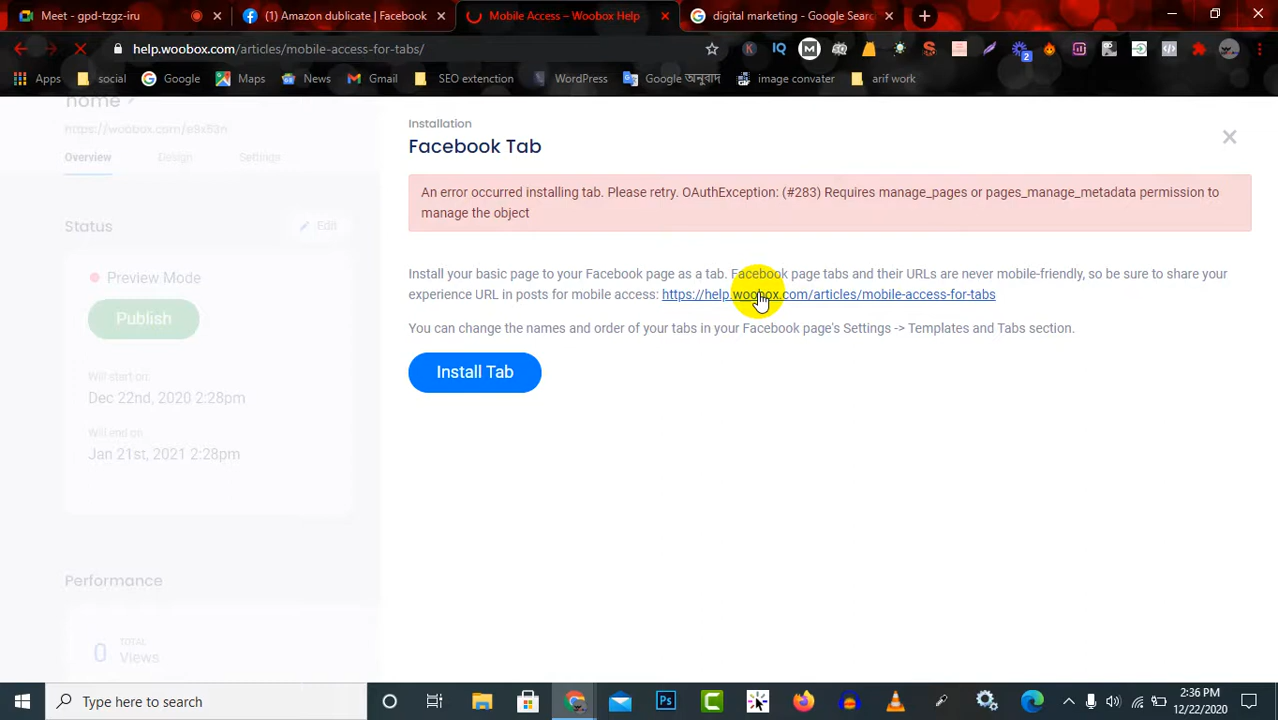 Meet - gpd-tzgz-iru
(1) Amazon dublicate | Facebook
Mobile Access – Woobox Help
digital marketing - Google Sear
help.woobox.com/articles/mobile-access-for-tabs/
Apps
social
Google
Maps
News
Gmail
SEO extention
WordPress
Google অনুবাদ
image convater
arif work
home
https://woobox.com/e9x53n
Overview
Design
Settings
Status
Edit
Preview Mode
Publish
Will start on:
Dec 22nd, 2020 2:28pm
Will end on:
Jan 21st, 2021 2:28pm
Performance
0
TOTAL
Views
Installation
Facebook Tab
An error occurred installing tab. Please retry. OAuthException: (#283) Requires manage_pages or pages_manage_metadata permission to
manage the object
Install your basic page to your Facebook page as a tab. Facebook page tabs and their URLs are never mobile-friendly, so be sure to share your
experience URL in posts for mobile access: https://help.woobox.com/articles/mobile-access-for-tabs
You can change the names and order of your tabs in your Facebook page's Settings -> Templates and Tabs section.
Install Tab
Type here to search
2:36 PM
12/22/2020